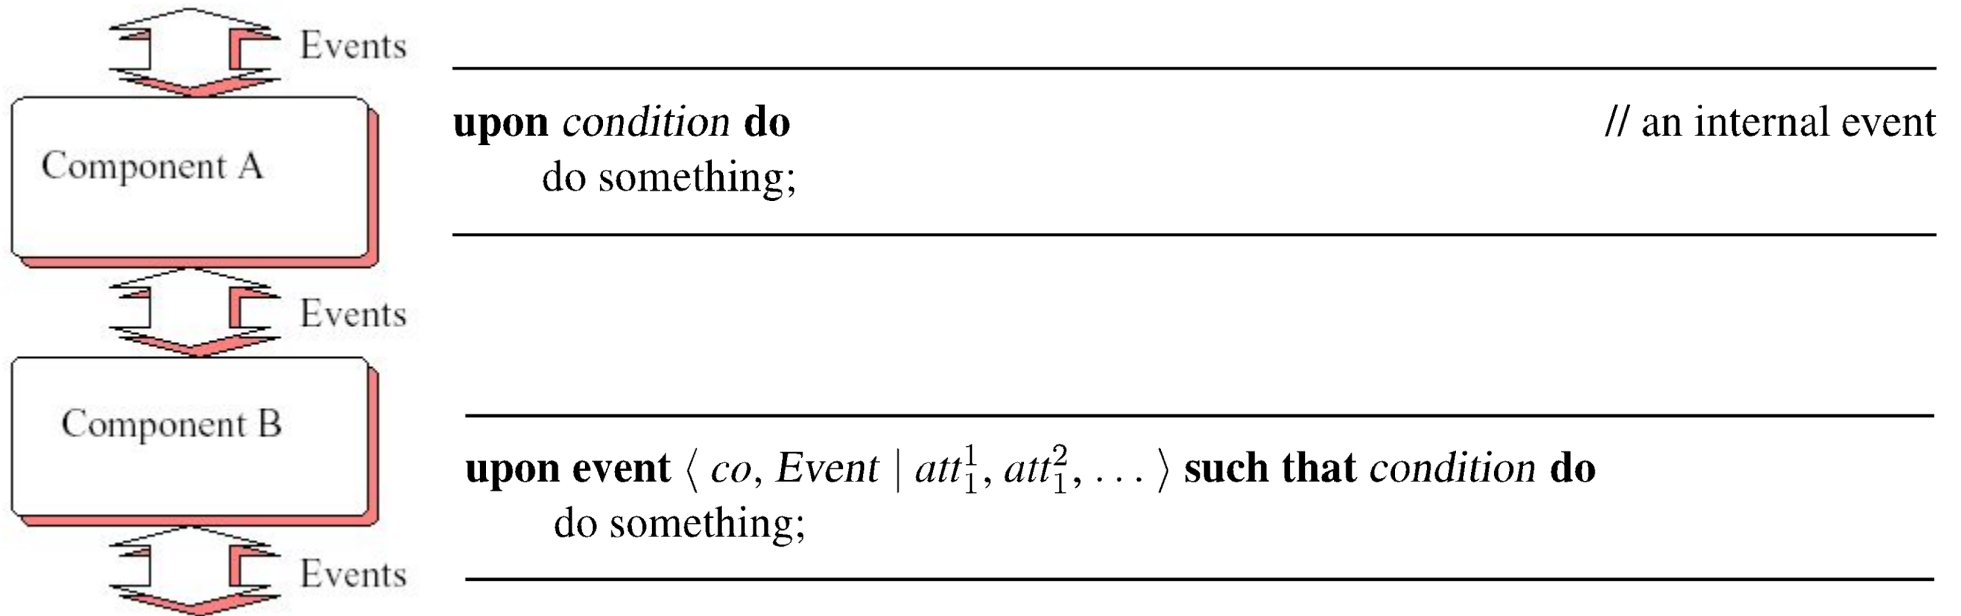 Events
Component A
Events
Component B
Events
upon condition do // an internal event
do something;
upon event ⟨ co, Event | att₁¹, att₁², . . . ⟩ such that condition do
do something;